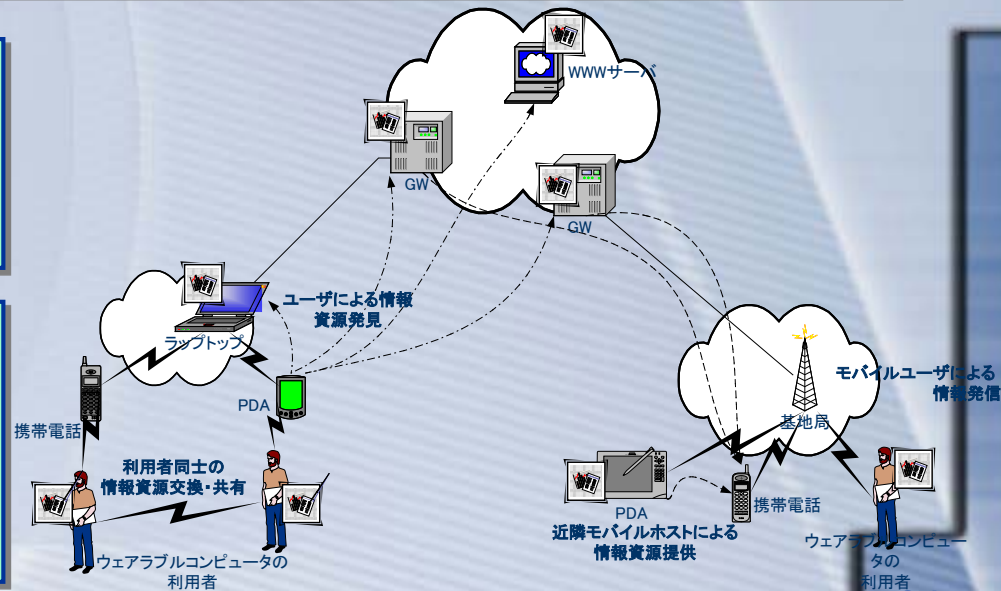 WWWサーバ
GW
GW
ユーザによる情報
資源発見
ラップトップ
PDA
携帯電話
利用者同士の
情報資源交換・共有
ウェアラブルコンピュータの
利用者
モバイルユーザによる
情報発信
基地局
PDA
携帯電話
近隣モバイルホストによる
情報資源提供
ウェアラブルコンピュー
タの
利用者